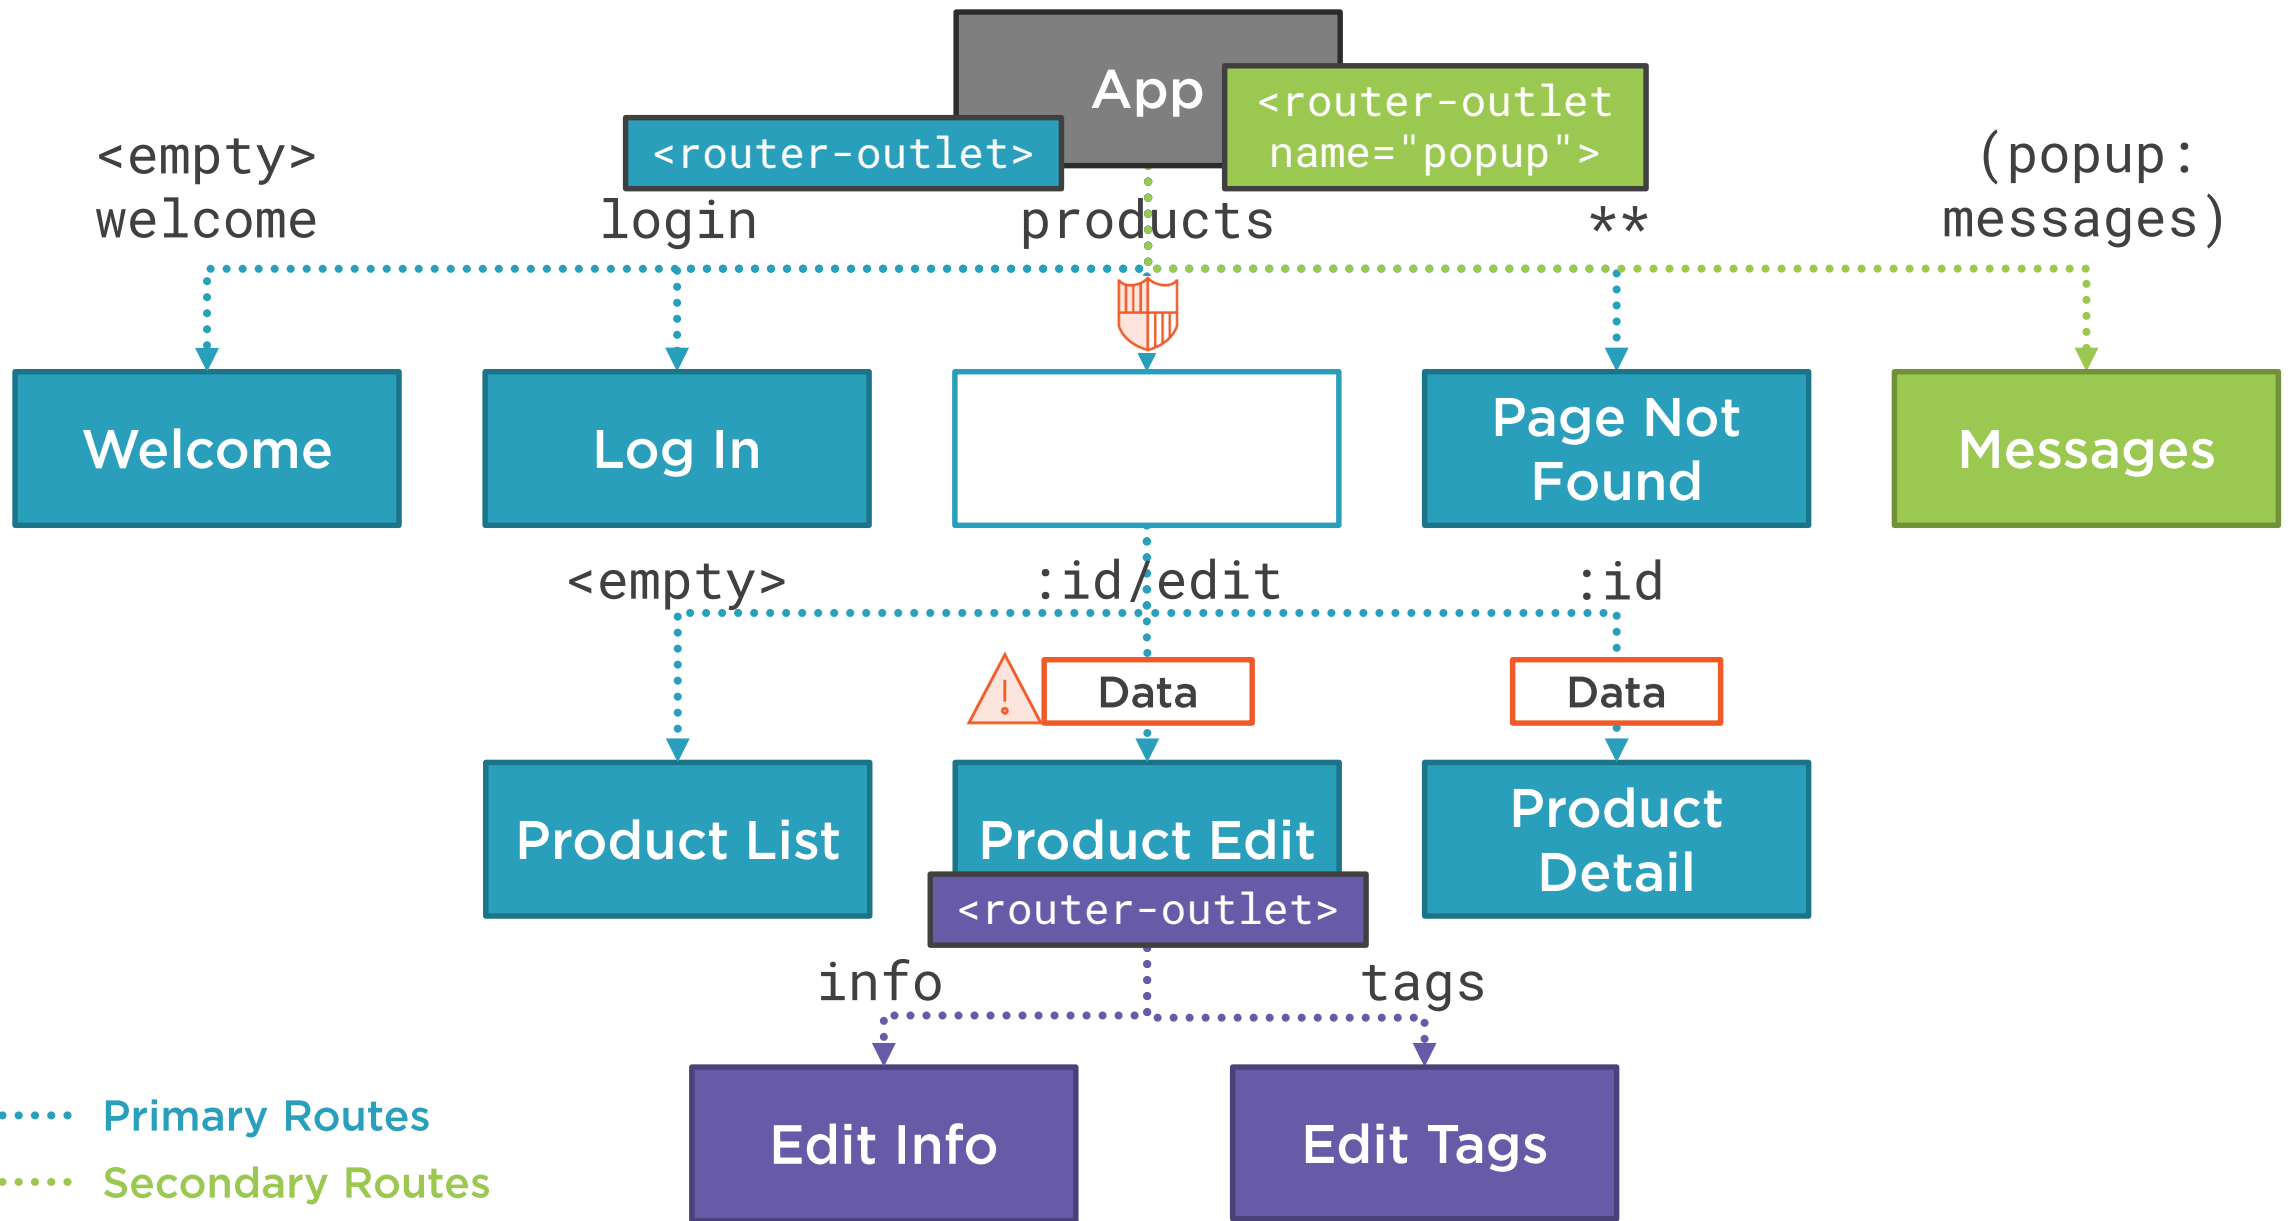 App
<router-outlet>
<router-outlet
name="popup">
<empty>
welcome
login
products
**
(popup:
messages)
Welcome
Log In
Page Not
Found
Messages
<empty>
:id/edit
:id
Data
Data
Product List
Product Edit
Product
Detail
<router-outlet>
info
tags
Edit Info
Edit Tags
Primary Routes
Secondary Routes